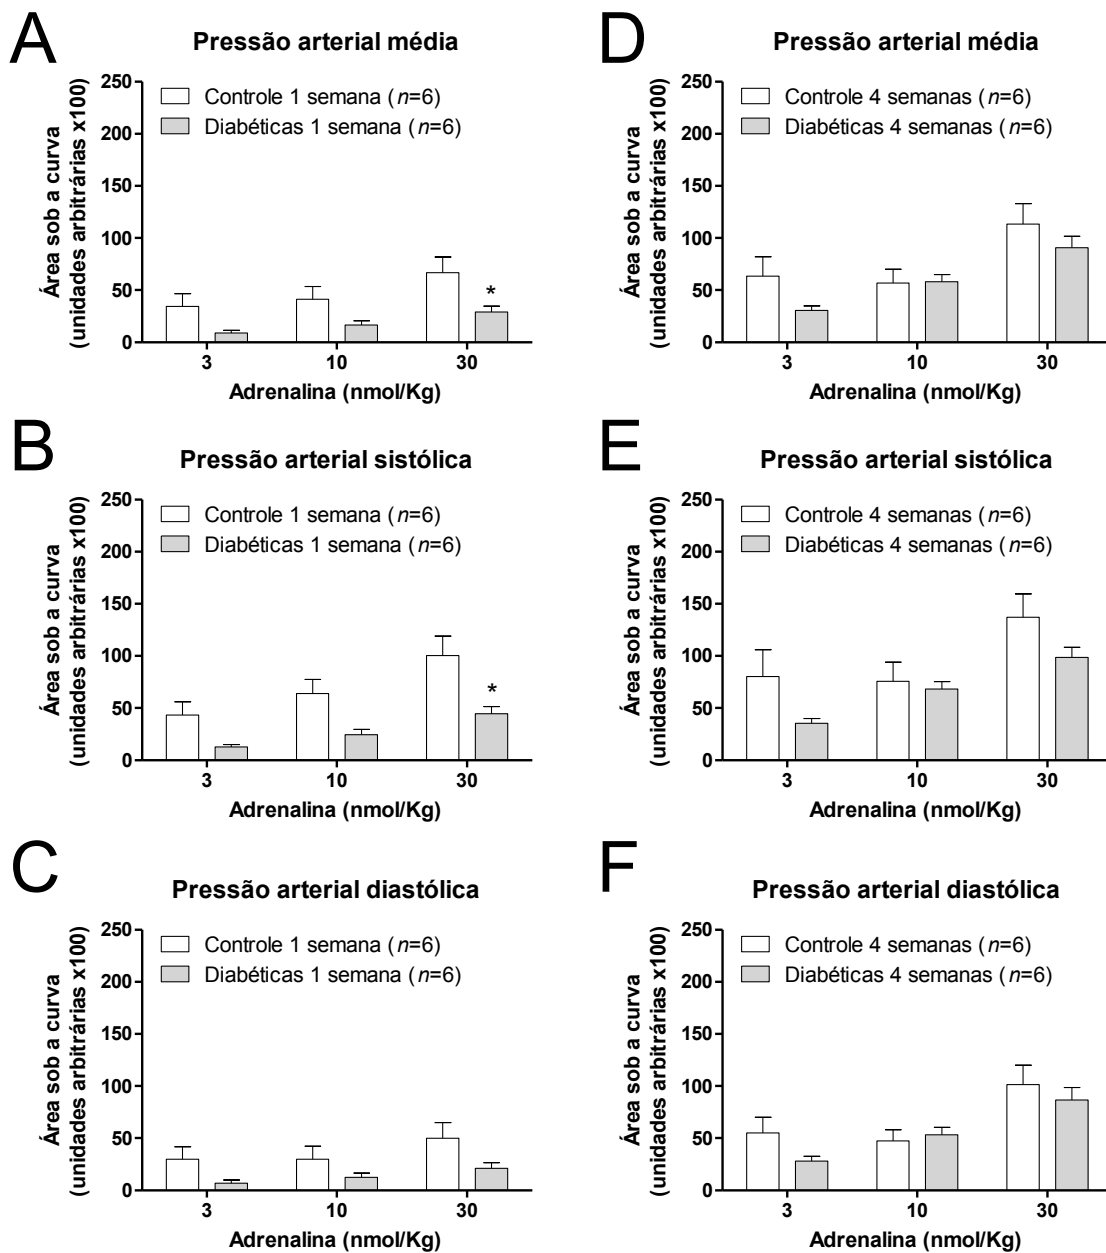 A
Pressão arterial média
Área sob a curva
(unidades arbitrárias x100)
250
200
150
100
50
0
Controle 1 semana (n=6)
Diabéticas 1 semana (n=6)
*
3 10 30
Adrenalina (nmol/Kg)
D
Pressão arterial média
Área sob a curva
(unidades arbitrárias x100)
250
200
150
100
50
0
Controle 4 semanas (n=6)
Diabéticas 4 semanas (n=6)
3 10 30
Adrenalina (nmol/Kg)
B
Pressão arterial sistólica
Área sob a curva
(unidades arbitrárias x100)
250
200
150
100
50
0
Controle 1 semana (n=6)
Diabéticas 1 semana (n=6)
*
3 10 30
Adrenalina (nmol/Kg)
E
Pressão arterial sistólica
Área sob a curva
(unidades arbitrárias x100)
250
200
150
100
50
0
Controle 4 semanas (n=6)
Diabéticas 4 semanas (n=6)
3 10 30
Adrenalina (nmol/Kg)
C
Pressão arterial diastólica
Área sob a curva
(unidades arbitrárias x100)
250
200
150
100
50
0
Controle 1 semana (n=6)
Diabéticas 1 semana (n=6)
3 10 30
Adrenalina (nmol/Kg)
F
Pressão arterial diastólica
Área sob a curva
(unidades arbitrárias x100)
250
200
150
100
50
0
Controle 4 semanas (n=6)
Diabéticas 4 semanas (n=6)
3 10 30
Adrenalina (nmol/Kg)